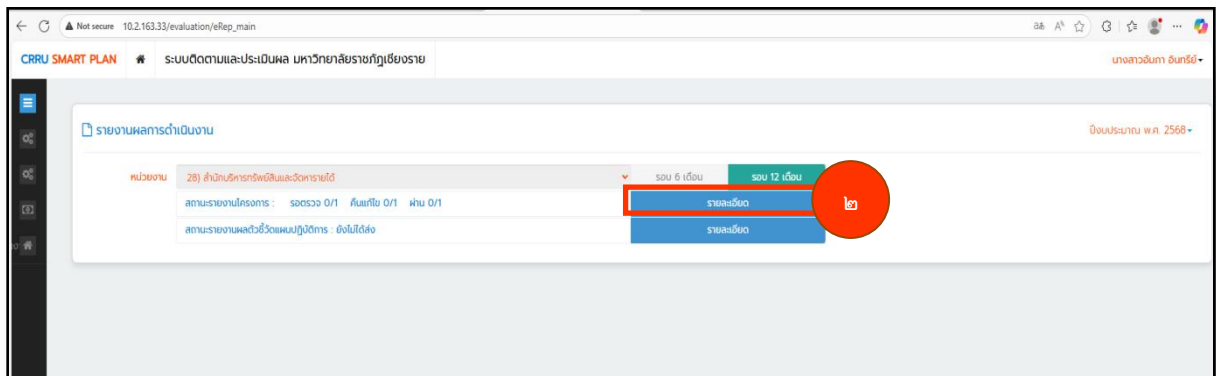 Not secure 10.2.163.33/evaluation/eRep_main
CRRU SMART PLAN ระบบติดตามและประเมินผล มหาวิทยาลัยราชภัฏเชียงราย นางสาวอัมภา อินทรีย์
รายงานผลการดำเนินงาน ปีงบประมาณ พ.ศ. 2568
หน่วยงาน 28) สำนักบริหารทรัพย์สินและจัดหารายได้ รอบ 6 เดือน รอบ 12 เดือน
สถานะรายงานโครงการ : รอตรวจ 0/1 คืนแก้ไข 0/1 ผ่าน 0/1 รายละเอียด ๒
สถานะรายงานผลตัวชี้วัดแผนปฏิบัติการ : ยังไม่ได้ส่ง รายละเอียด